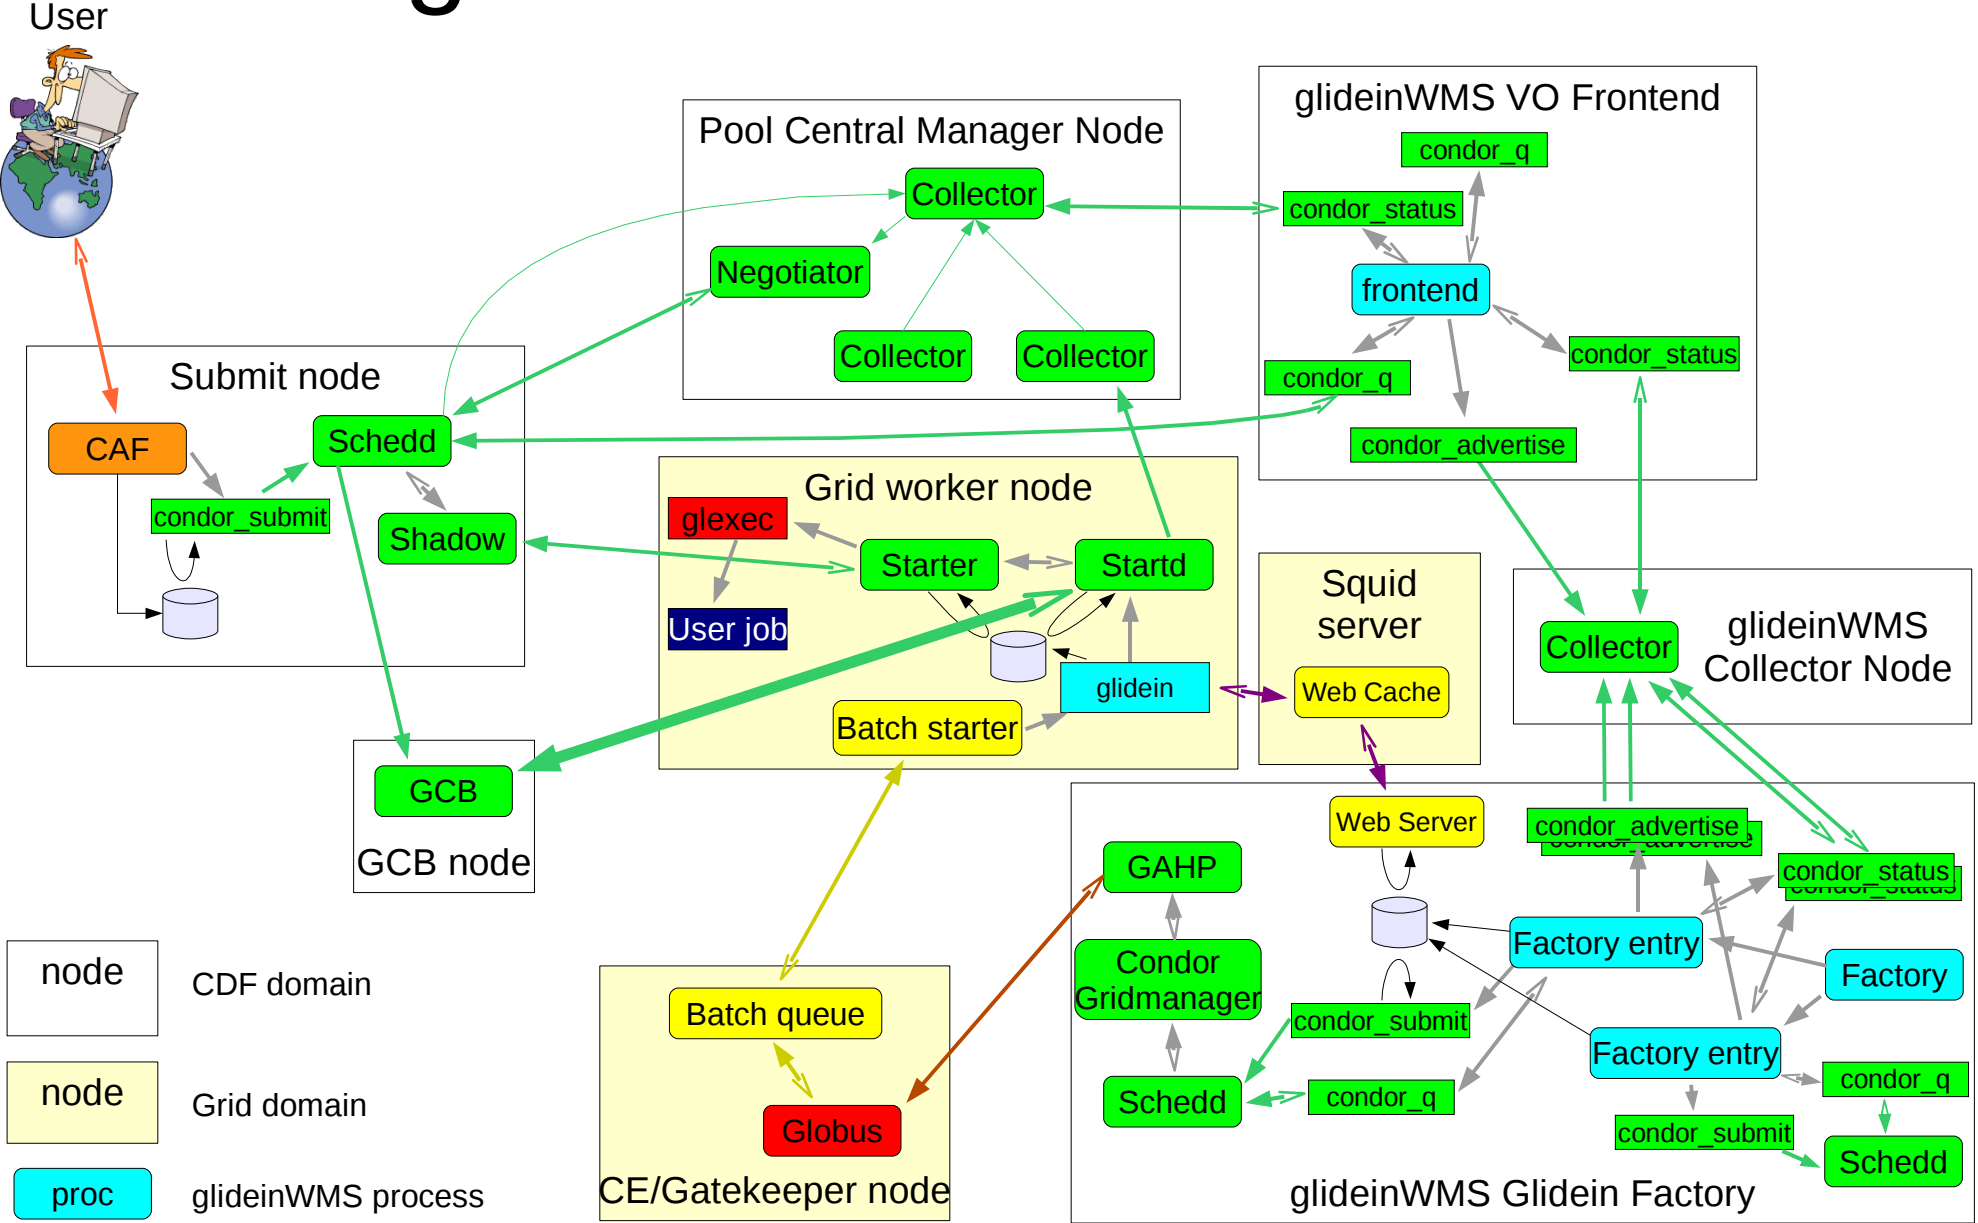 User
glideinWMS VO Frontend
condor_q
condor_status
frontend
condor_q
condor_status
condor_advertise
Pool Central Manager Node
Collector
Negotiator
Collector
Collector
Submit node
CAF
Schedd
condor_submit
Shadow
Grid worker node
glexec
Starter
Startd
User job
glidein
Batch starter
Squid
server
Web Cache
Collector
glideinWMS
Collector Node
GCB
GCB node
Web Server
condor_advertise
condor_advertise
condor_status
condor_status
GAHP
Condor
Gridmanager
Factory entry
Factory
condor_submit
Factory entry
Schedd
condor_q
condor_q
condor_submit
Schedd
glideinWMS Glidein Factory
Batch queue
Globus
CE/Gatekeeper node
node
CDF domain
node
Grid domain
proc
glideinWMS process